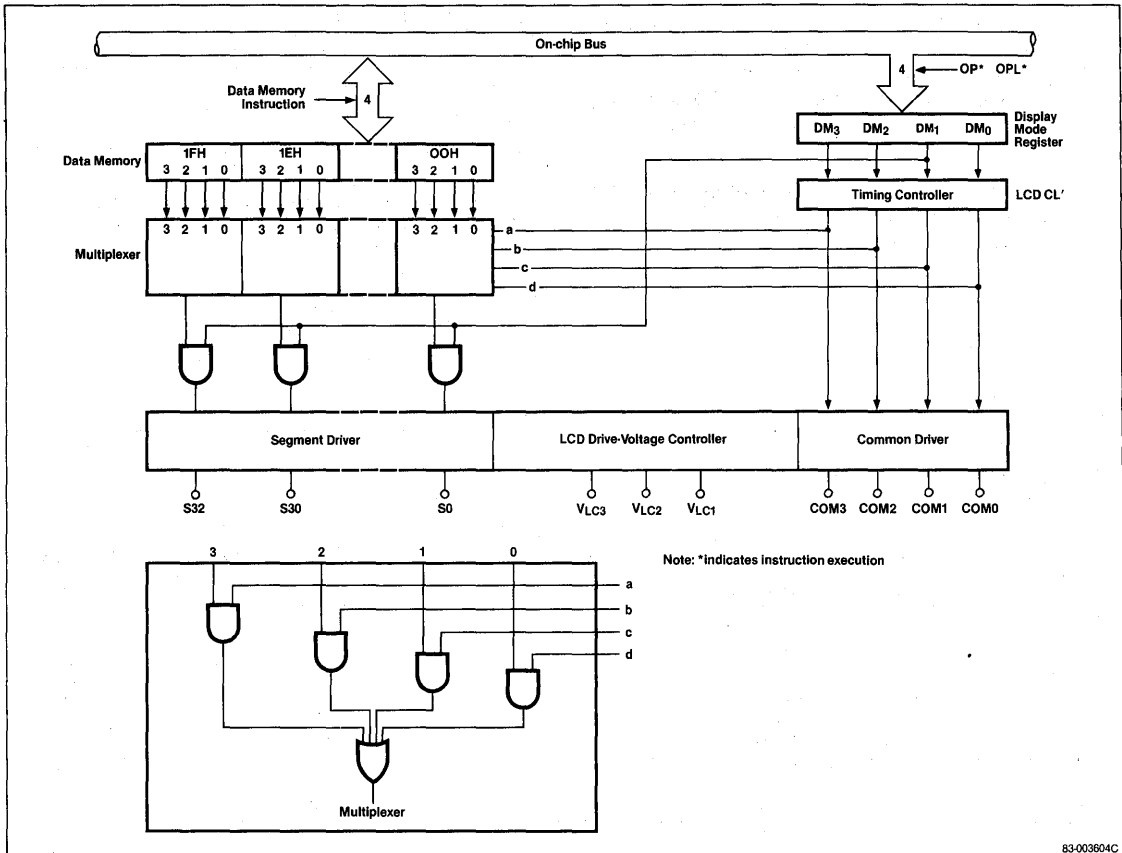 On-chip Bus
Data Memory
Instruction
4
4
OP* OPL*
DM3 DM2 DM1 DM0
Display
Mode
Register
Data Memory
1FH 1EH OOH
3 2 1 0 3 2 1 0 3 2 1 0
Timing Controller
LCD CL'
Multiplexer
3 2 1 0 3 2 1 0 3 2 1 0
a
b
c
d
Segment Driver
LCD Drive-Voltage Controller
Common Driver
S32 S30 S0 VLC3 VLC2 VLC1 COM3 COM2 COM1 COM0
Note: *indicates instruction execution
3 2 1 0
a
b
c
d
Multiplexer
83-003604C